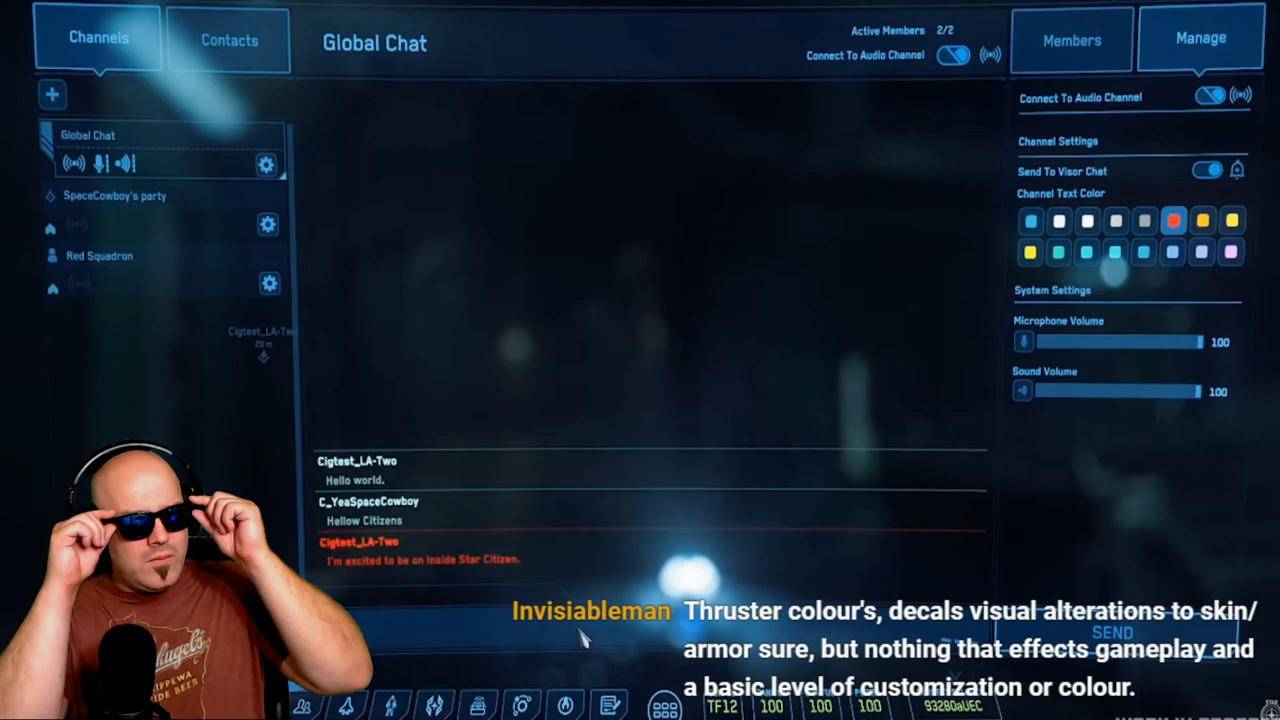 Channels
Contacts
Global Chat
Active Members 2/2
Connect To Audio Channel
Members
Manage
Connect To Audio Channel
Global Chat
Channel Settings
Send To Visor Chat
Channel Text Color
SpaceCowboy's party
Red Squadron
System Settings
Microphone Volume
100
Sound Volume
100
Cigtest_LA-Tw
20 m
Cigtest_LA-Two
Hello world.
C_YeaSpaceCowboy
Hellow Citizens
Cigtest_LA-Two
I'm excited to be on Inside Star Citizen.
SEND
Invisiableman Thruster colour's, decals visual alterations to skin/
armor sure, but nothing that effects gameplay and
a basic level of customization or colour.
TF12 100 100 100 93280aUEC